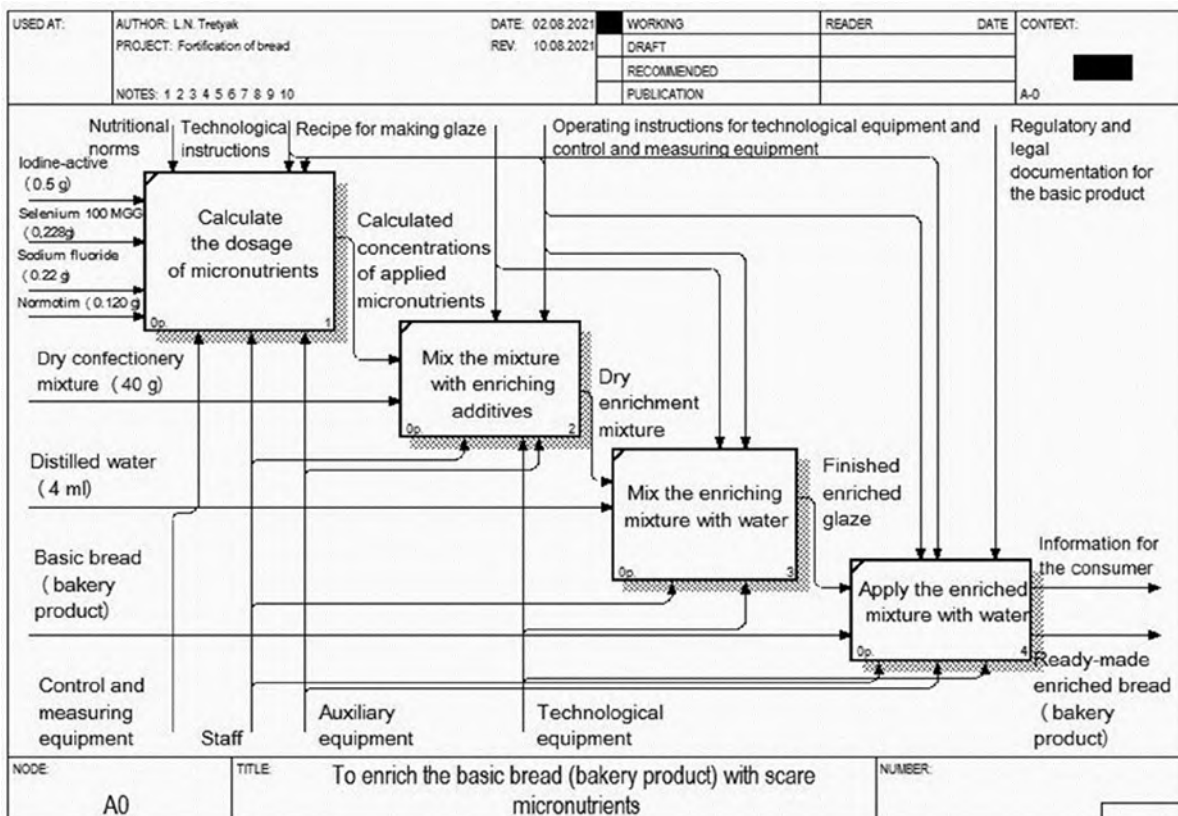 USED AT:
AUTHOR: L.N. Tretyak
DATE: 02.08.2021
WORKING
READER
DATE
CONTEXT:
PROJECT: Fortification of bread
REV. 10.08.2021
DRAFT
RECOMMENDED
NOTES: 1 2 3 4 5 6 7 8 9 10
PUBLICATION
A-0
Nutritional
norms
Technological
instructions
Recipe for making glaze
Operating instructions for technological equipment and
control and measuring equipment
Regulatory and
legal
documentation for
the basic product
Iodine-active
(0.5 g)
Selenium 100 MGG
(0,228g)
Sodium fluoride
(0.22 g)
Normotim (0.120 g
Calculate
the dosage
of micronutrients
0p.
1
Calculated
concentrations
of applied
micronutrients
Dry confectionery
mixture (40 g)
Mix the mixture
with enriching
additives
0p.
2
Dry
enrichment
mixture
Distilled water
(4 ml)
Mix the enriching
mixture with water
0p.
3
Finished
enriched
glaze
Basic bread
(bakery
product)
Apply the enriched
mixture with water
0p.
4
Information for
the consumer
Ready-made
enriched bread
(bakery
product)
Control and
measuring
equipment
Staff
Auxiliary
equipment
Technological
equipment
NODE:
A0
TITLE:
To enrich the basic bread (bakery product) with scare
micronutrients
NUMBER: